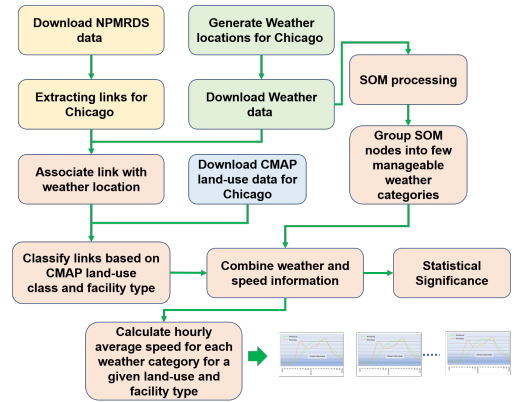 Download NPMRDS
data
Generate Weather
locations for Chicago
SOM processing
Extracting links for
Chicago
Download Weather
data
Group SOM
nodes into few
manageable
weather
categories
Associate link with
weather location
Download CMAP
land-use data for
Chicago
Classify links based on
CMAP land-use
class and facility type
Combine weather and
speed information
Statistical
Significance
Calculate hourly
average speed for each
weather category for a
given land-use and
facility type